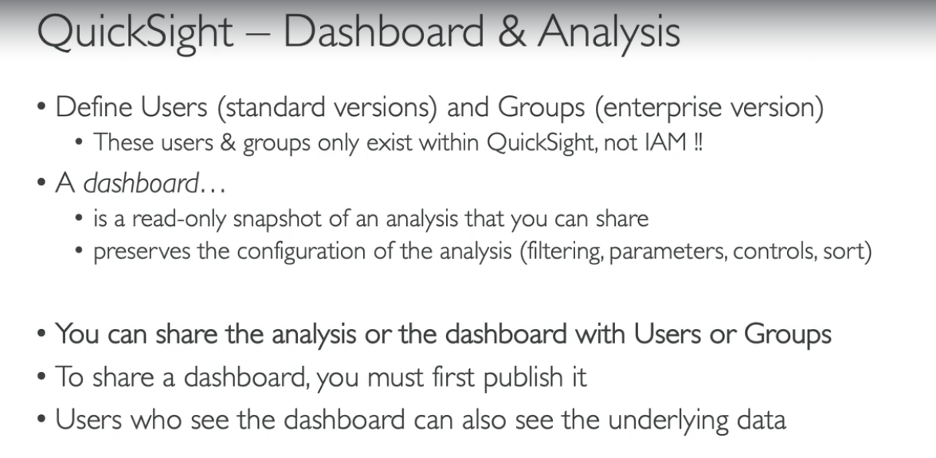 QuickSight – Dashboard & Analysis
• Define Users (standard versions) and Groups (enterprise version)
• These users & groups only exist within QuickSight, not IAM !!
• A dashboard…
• is a read-only snapshot of an analysis that you can share
• preserves the configuration of the analysis (filtering, parameters, controls, sort)
• You can share the analysis or the dashboard with Users or Groups
• To share a dashboard, you must first publish it
• Users who see the dashboard can also see the underlying data